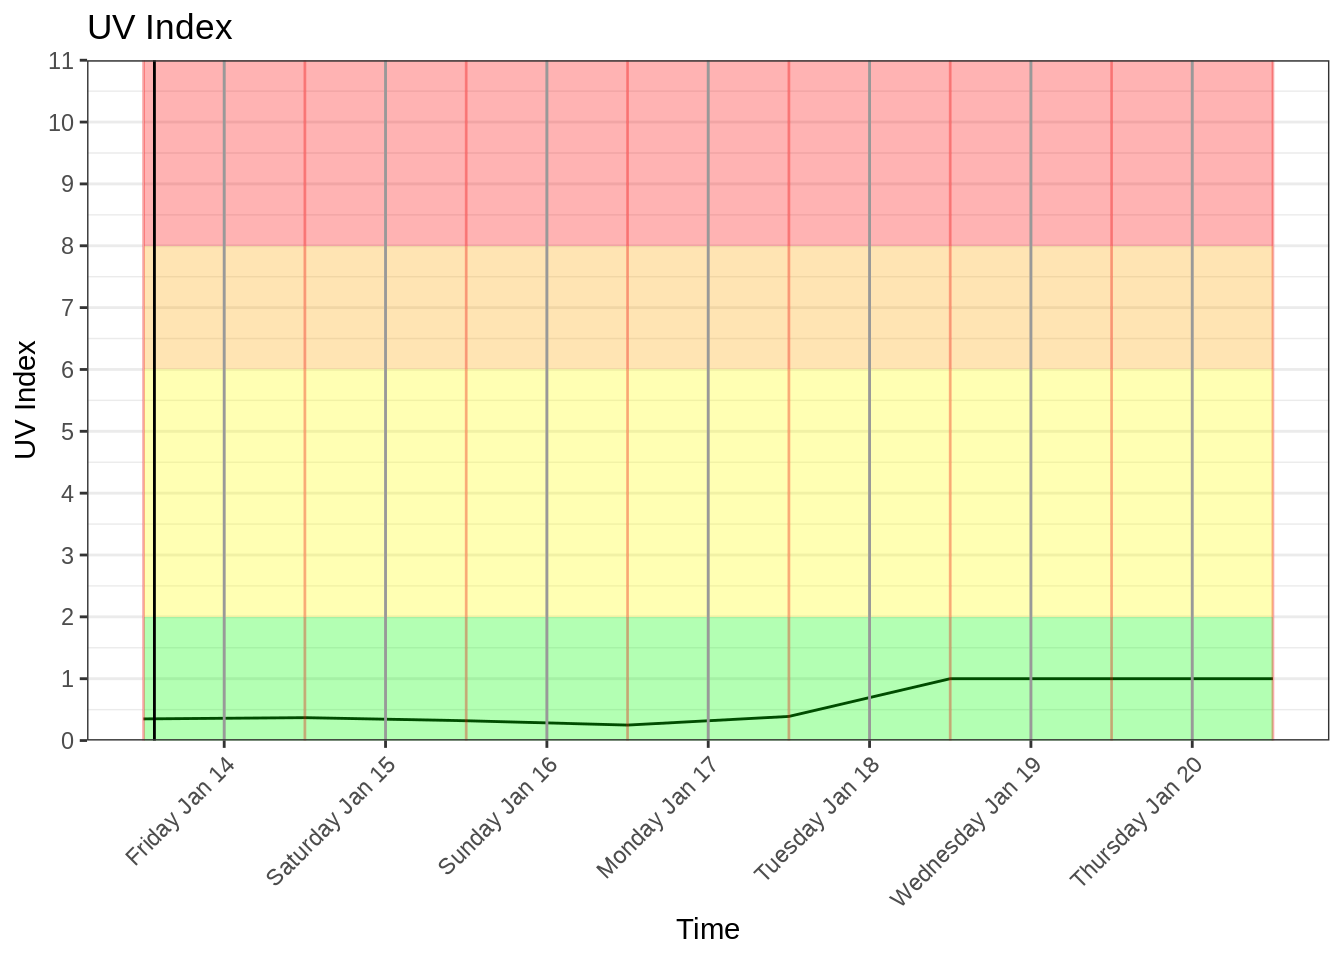 UV Index
11
10
9
8
7
6
5
4
3
2
1
0
UV Index
Friday Jan 14
Saturday Jan 15
Sunday Jan 16
Monday Jan 17
Tuesday Jan 18
Wednesday Jan 19
Thursday Jan 20
Time